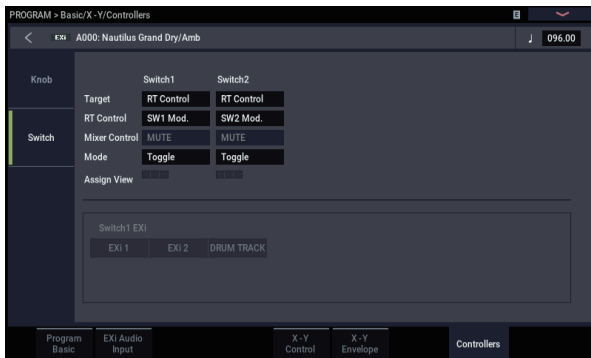 PROGRAM > Basic/X-Y/Controllers
E
EXi A000: Nautilus Grand Dry/Amb
♩ 096.00
Knob
Switch
Switch1 Switch2
Target RT Control RT Control
RT Control SW1 Mod. SW2 Mod.
Mixer Control MUTE MUTE
Mode Toggle Toggle
Assign View
Switch1 EXi
EXi 1 EXi 2 DRUM TRACK
Program Basic
EXi Audio Input
X-Y Control
X-Y Envelope
Controllers